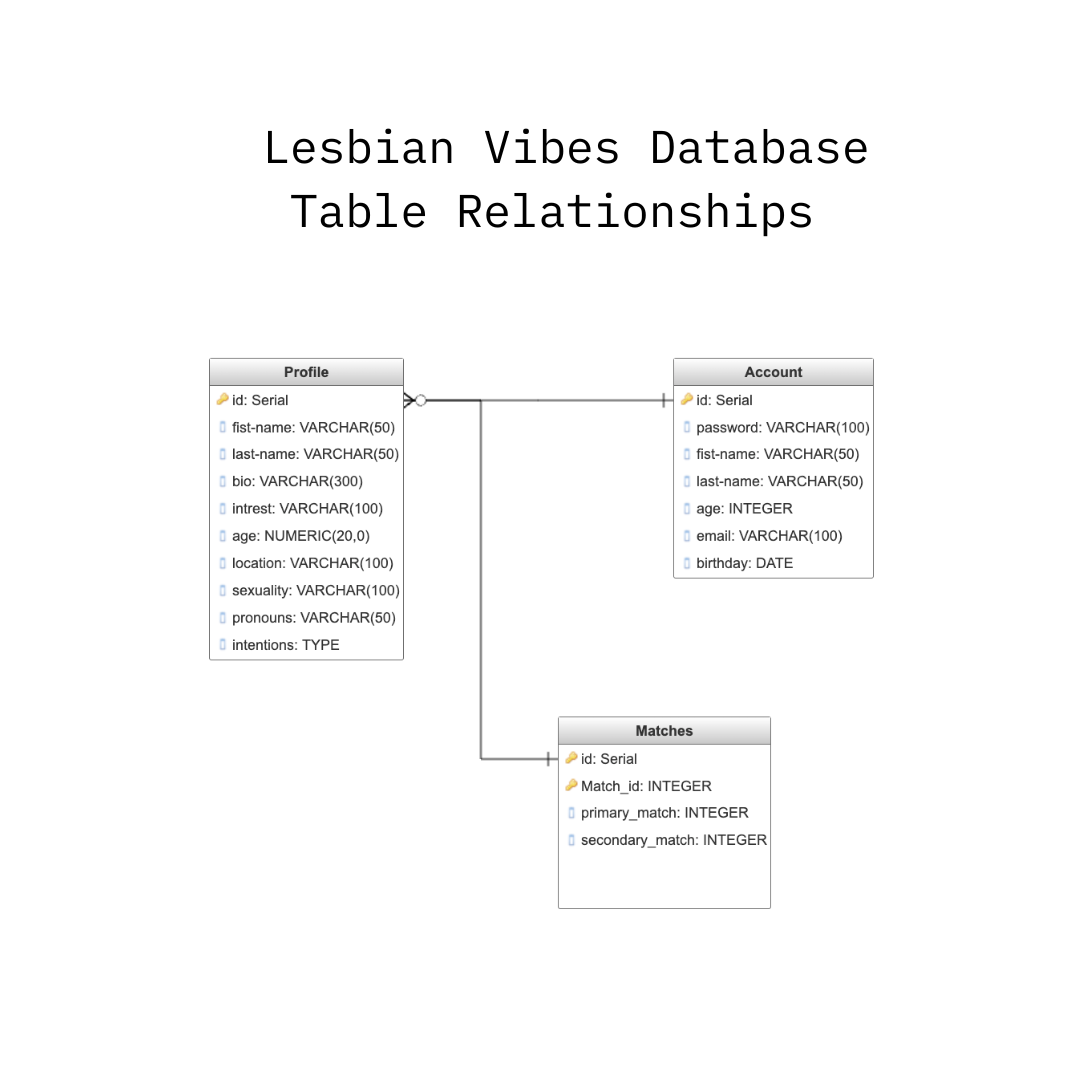 Lesbian Vibes Database
Table Relationships
Profile
id: Serial
fist-name: VARCHAR(50)
last-name: VARCHAR(50)
bio: VARCHAR(300)
intrest: VARCHAR(100)
age: NUMERIC(20,0)
location: VARCHAR(100)
sexuality: VARCHAR(100)
pronouns: VARCHAR(50)
intentions: TYPE
Account
id: Serial
password: VARCHAR(100)
fist-name: VARCHAR(50)
last-name: VARCHAR(50)
age: INTEGER
email: VARCHAR(100)
birthday: DATE
Matches
id: Serial
Match_id: INTEGER
primary_match: INTEGER
secondary_match: INTEGER